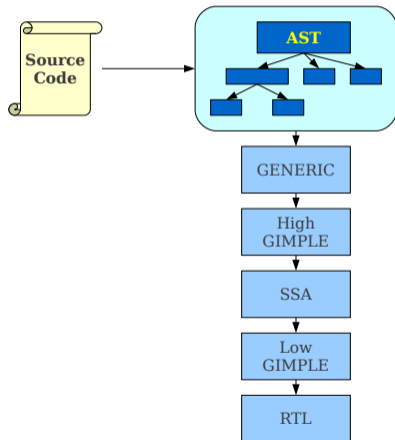 Source
Code
AST
GENERIC
High
GIMPLE
SSA
Low
GIMPLE
RTL